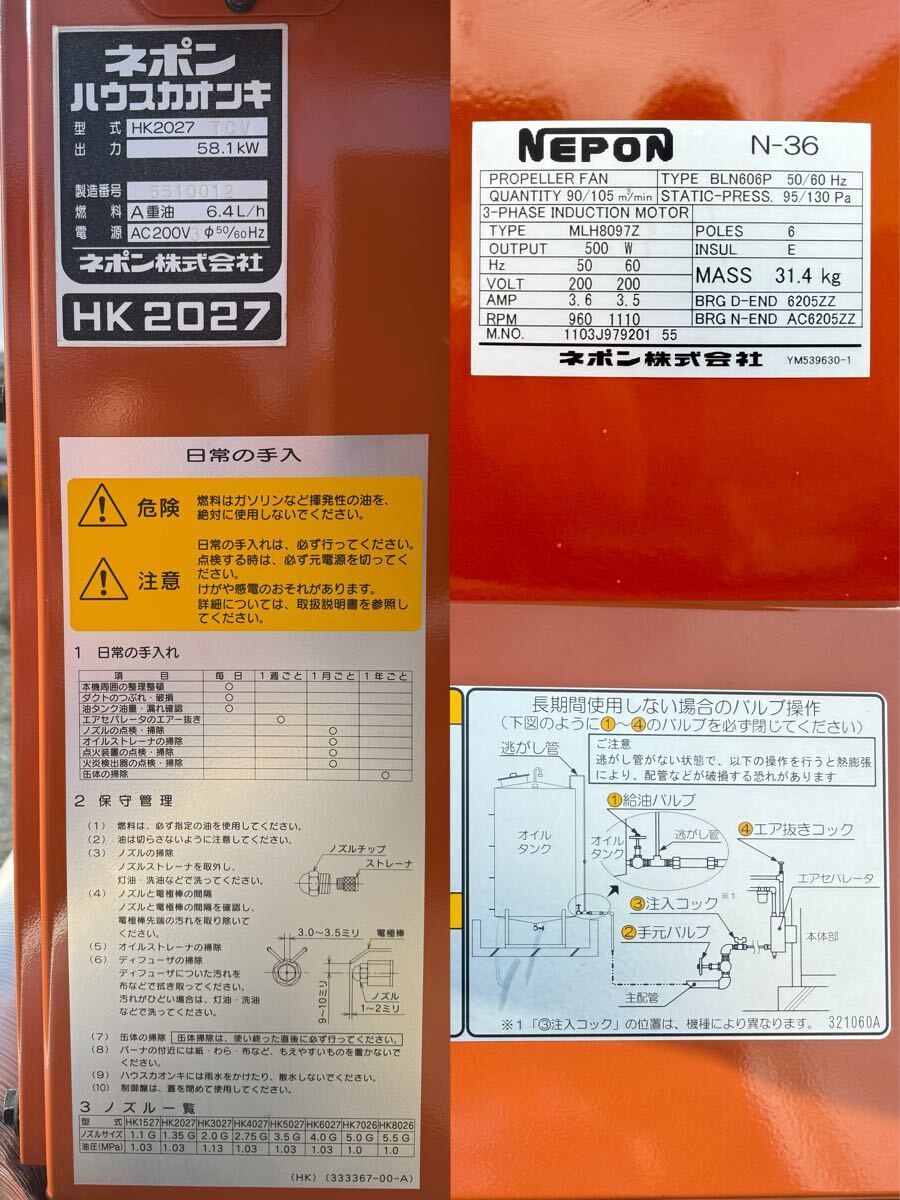 ネポン
ハウスカオンキ
型式 HK2027 TCV
出力 58.1kW
製造番号 6510012
燃料 A重油 6.4L/h
電源 AC200V 3φ50/60Hz
ネポン株式会社
HK2027
日常の手入
危険 燃料はガソリンなど揮発性の油を、
絶対に使用しないでください。
注意 日常の手入れは、必ず行ってください。
点検する時は、必ず元電源を切ってく
ださい。
けがや感電のおそれがあります。
詳細については、取扱説明書を参照し
てください。
1 日常の手入れ
項目 毎日 1週ごと 1月ごと 1年ごと
本機周囲の整理整頓 ○
ダクトのつぶれ・破損 ○
油タンク油量・漏れ確認 ○
エアセパレータのエアー抜き ○
ノズルの点検・掃除 ○
オイルストレーナの掃除 ○
点火装置の点検・掃除 ○
火炎検出器の点検・掃除 ○
缶体の掃除 ○
2 保守管理
(1) 燃料は、必ず指定の油を使用してください。
(2) 油は切らさないように注意してください。
(3) ノズルの掃除
ノズルストレーナを取外し、
灯油・洗油などで洗ってください。
ノズルチップ
ストレーナ
(4) ノズルと電極棒の間隔
ノズルと電極棒の間隔を確認し、
電極棒先端の汚れを取り除いて
ください。
(5) オイルストレーナの掃除
(6) ディフューザの掃除
ディフューザについた汚れを
布などで拭き取ってください。
汚れがひどい場合は、灯油・洗油
などで洗ってください。
3.0〜3.5ミリ 電極棒
ノズル
9〜10ミリ
1〜2ミリ
(7) 缶体の掃除 缶体掃除は、使い終った直後に必ず行ってください。
(8) バーナの付近には紙・わら・布など、もえやすいものを置かないで
ください。
(9) ハウスカオンキには雨水をかけたり、散水しないでください。
(10) 制御盤は、蓋を閉めて使用してください。
3 ノズル一覧
型式 HK1527 HK2027 HK3027 HK4027 HK5027 HK6027 HK7026 HK8026
ノズルサイズ 1.1G 1.35G 2.0G 2.75G 3.5G 4.0G 5.0G 5.5G
油圧(MPa) 1.03 1.03 1.13 1.03 1.03 1.03 1.0 1.0
(HK) (333367-00-A)
NEPON N-36
PROPELLER FAN TYPE BLN606P 50/60 Hz
QUANTITY 90/105 m³/min STATIC-PRESS. 95/130 Pa
3-PHASE INDUCTION MOTOR
TYPE MLH8097Z POLES 6
OUTPUT 500 W INSUL E
Hz 50 60
VOLT 200 200 MASS 31.4 kg
AMP 3.6 3.5 BRG D-END 6205ZZ
RPM 960 1110 BRG N-END AC6205ZZ
M.NO. 1103J979201 55
ネポン株式会社 YM539630-1
長期間使用しない場合のバルブ操作
(下図のように①〜④のバルブを必ず閉じてください)
逃がし管
ご注意
逃がし管がない状態で、以下の操作を行うと熱膨張
により、配管などが破損する恐れがあります
①給油バルブ
オイル
タンク
オイル
タンク
逃がし管
④エア抜きコック
エアセパレータ
③注入コック※1
②手元バルブ
本体部
主配管
※1「③注入コック」の位置は、機種により異なります。 321060A